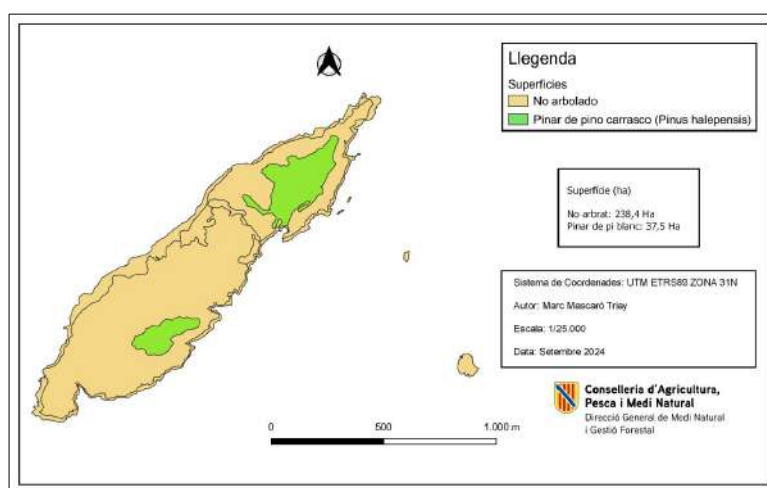 Llegenda
Superficies
No arbolado
Pinar de pino carrasco (Pinus halepensis)
Superfície (ha)
No arbrat: 238,4 Ha
Pinar de pi blanc: 37,5 Ha
Sistema de Coordenades: UTM ETRS89 ZONA 31N
Autor: Marc Mascaró Triay
Escala: 1/25.000
Data: Setembre 2024
Conselleria d'Agricultura,
Pesca i Medi Natural
Direcció General de Medi Natural
i Gestió Forestal
0 500 1.000 m